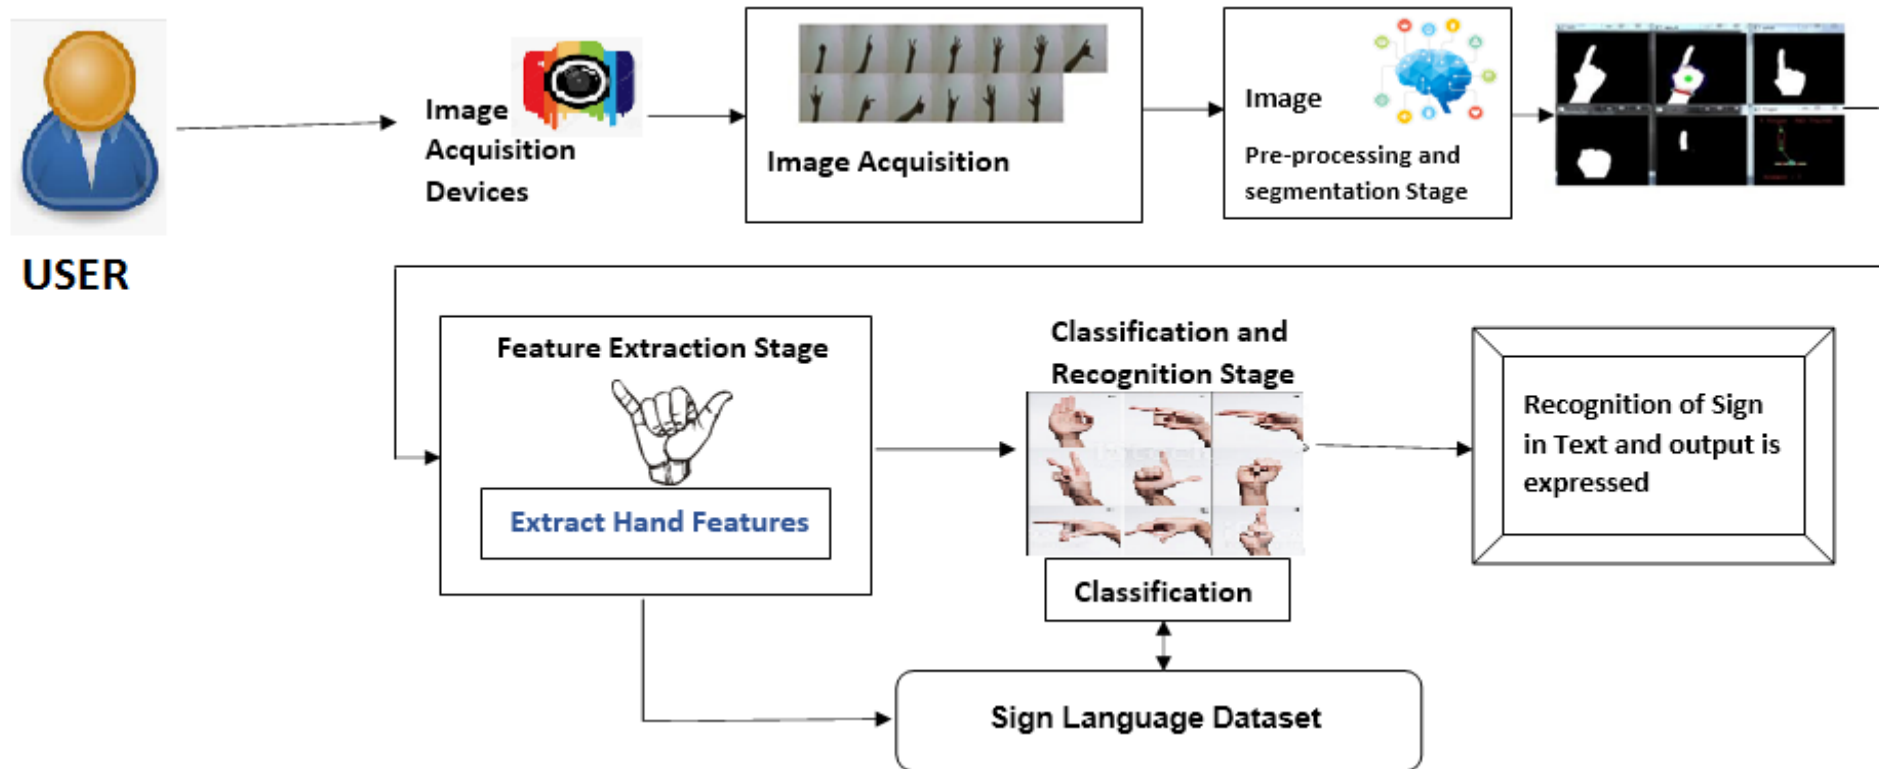 USER
Image
Acquisition
Devices
Image Acquisition
Image
Pre-processing and
segmentation Stage
Feature Extraction Stage
Extract Hand Features
Classification and
Recognition Stage
Classification
Recognition of Sign
in Text and output is
expressed
Sign Language Dataset